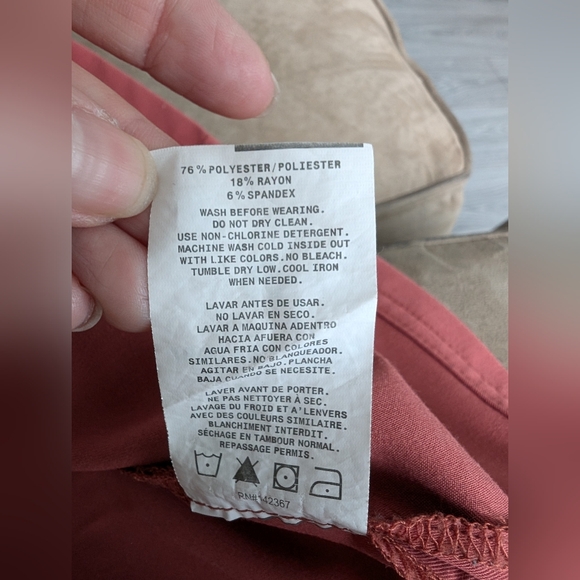 76% POLYESTER/POLIESTER
18% RAYON
6% SPANDEX
WASH BEFORE WEARING.
DO NOT DRY CLEAN.
USE NON-CHLORINE DETERGENT.
MACHINE WASH COLD INSIDE OUT
WITH LIKE COLORS. NO BLEACH.
TUMBLE DRY LOW. COOL IRON
WHEN NEEDED.
LAVAR ANTES DE USAR.
NO LAVAR EN SECO.
LAVAR A MAQUINA ADENTRO
HACIA AFUERA CON
AGUA FRIA CON COLORES
SIMILARES. NO BLANQUEADOR.
AGITAR EN BAJO. PLANCHA
BAJA CUANDO SE NECESITE.
LAVER AVANT DE PORTER.
NE PAS NETTOYER À SEC.
LAVAGE DU FROID ET A L'ENVERS
AVEC DES COULEURS SIMILAIRE.
BLANCHIMENT INTERDIT.
SÉCHAGE EN TAMBOUR NORMAL.
REPASSAGE PERMIS.
RN# 142367